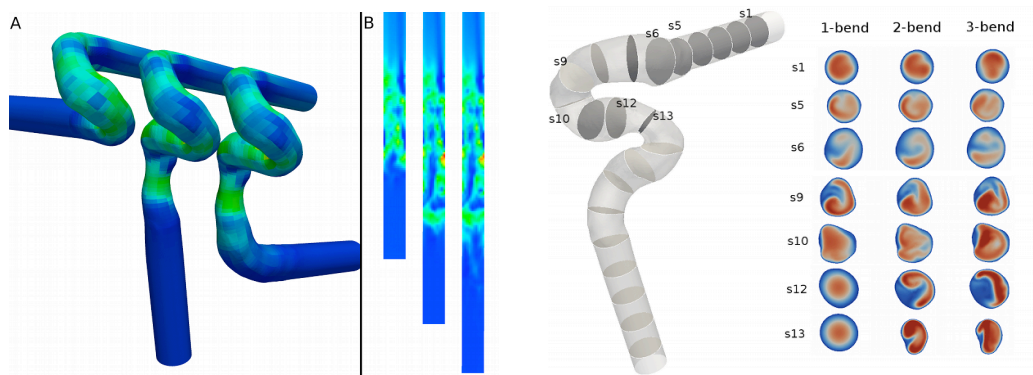 A
B
s1
s5
s6
s9
s12
s13
s10
1-bend 2-bend 3-bend
s1
s5
s6
s9
s10
s12
s13